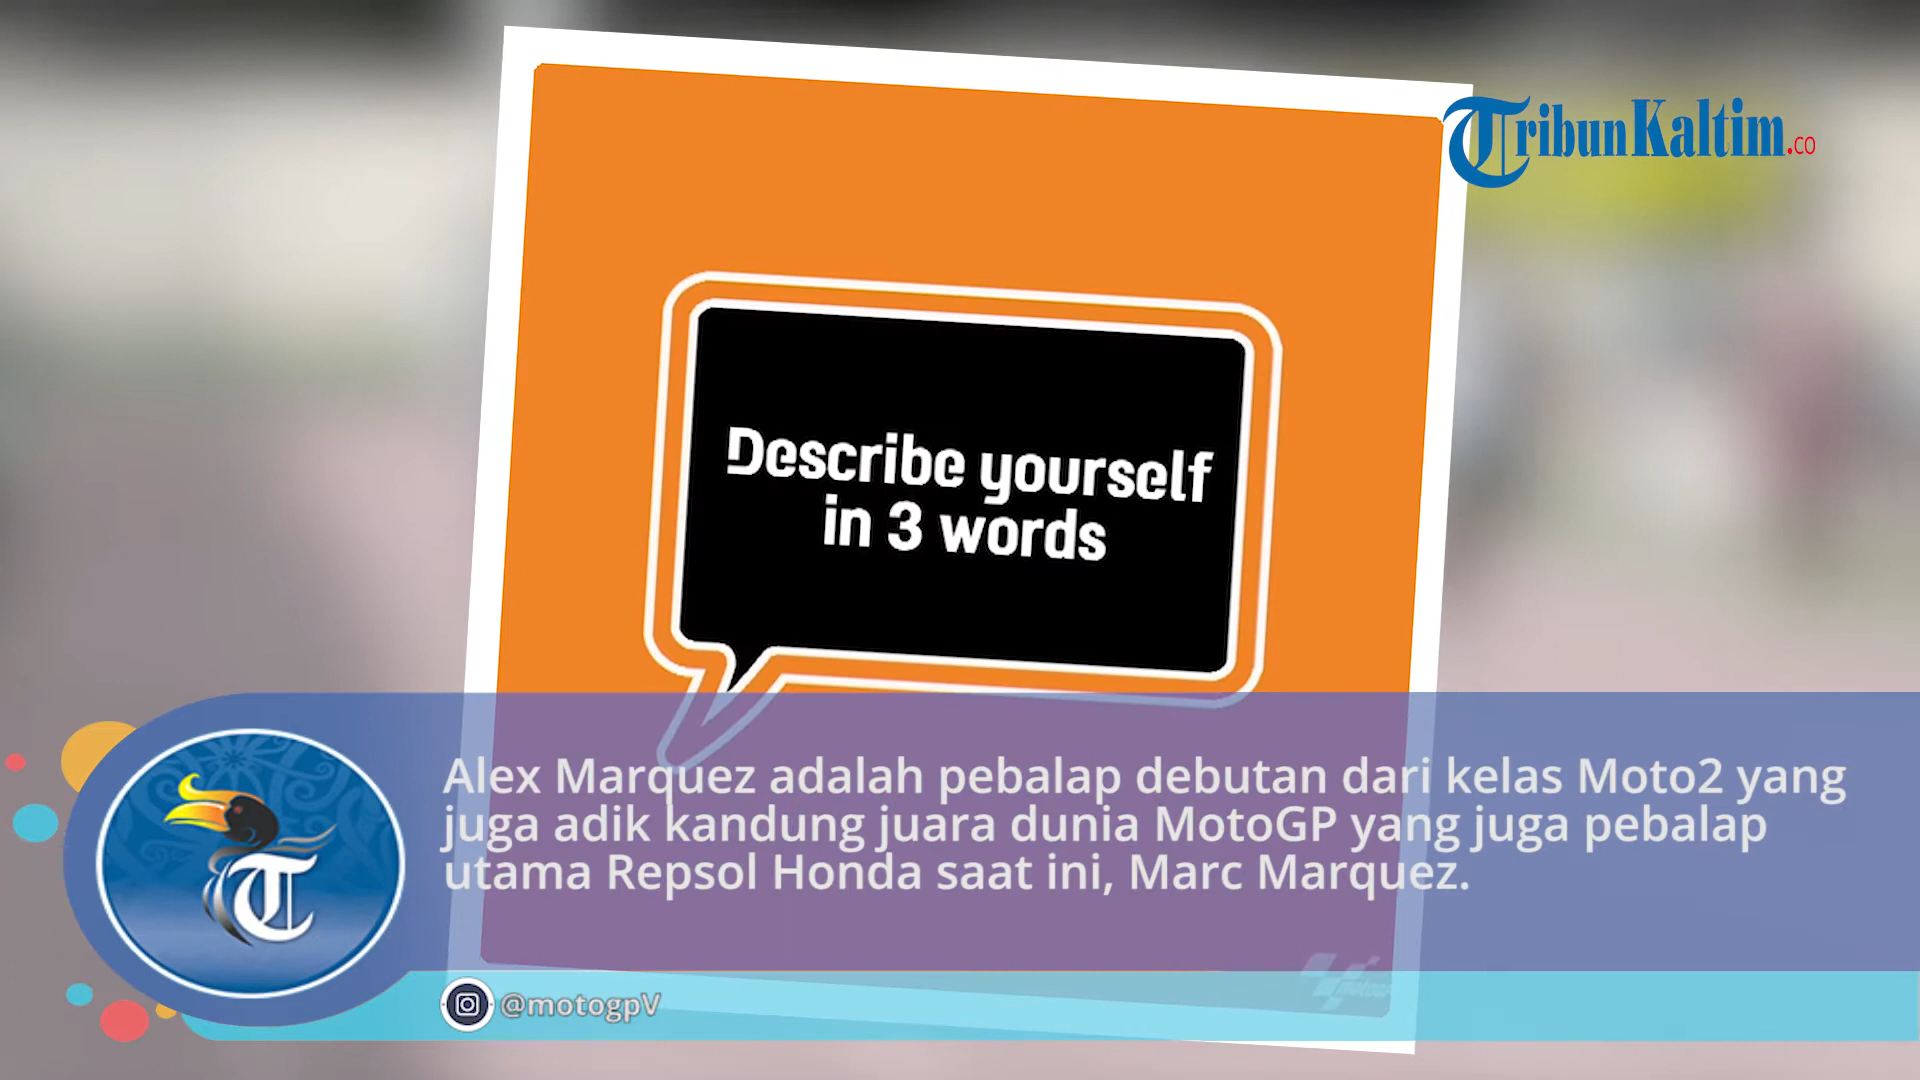 TribunKaltim.co
Describe yourself
in 3 words
Alex Marquez adalah pebalap debutan dari kelas Moto2 yang
juga adik kandung juara dunia MotoGP yang juga pebalap
utama Repsol Honda saat ini, Marc Marquez.
T
motoGP
@motogpV